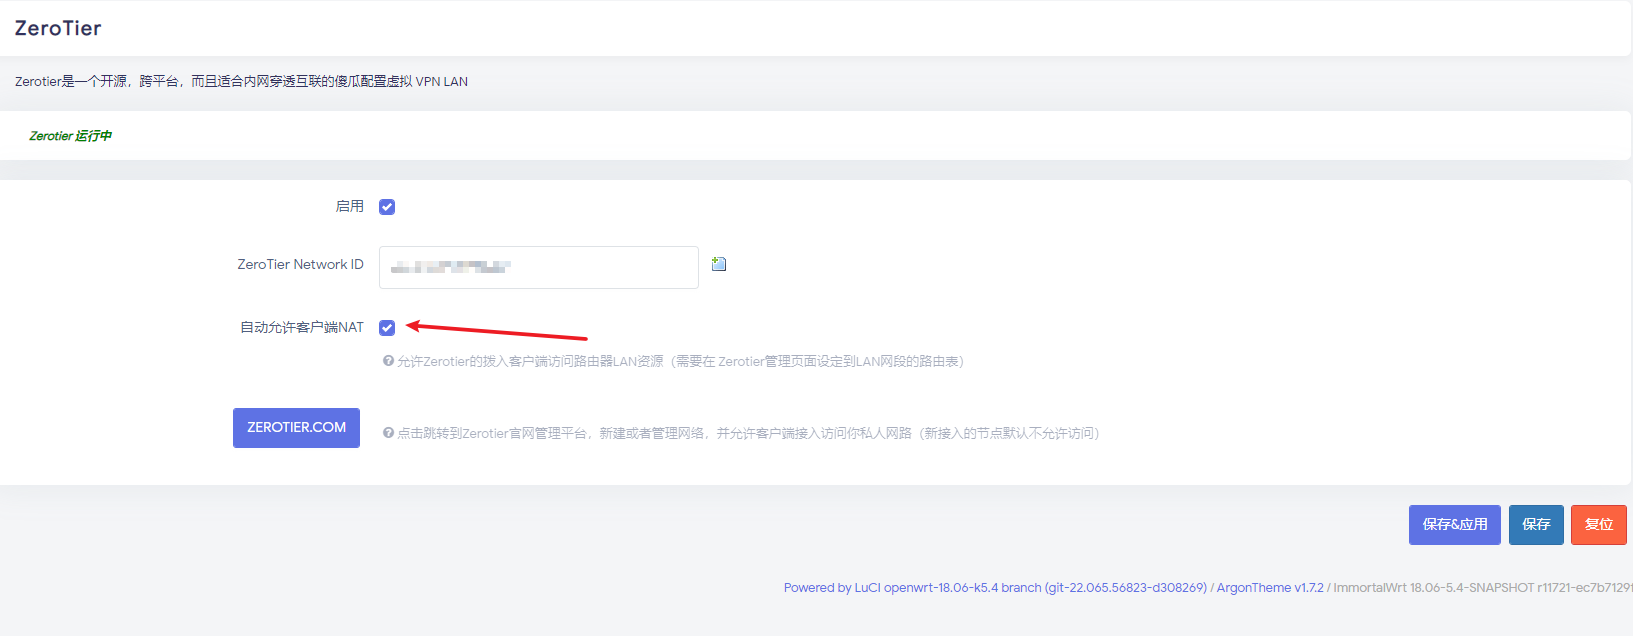 ZeroTier
Zerotier是一个开源，跨平台，而且适合内网穿透互联的傻瓜配置虚拟 VPN LAN
Zerotier 运行中
启用
ZeroTier Network ID
自动允许客户端NAT
允许Zerotier的拨入客户端访问路由器LAN资源（需要在 Zerotier管理页面设定到LAN网段的路由表）
ZEROTIER.COM
点击跳转到Zerotier官网管理平台，新建或者管理网络，并允许客户端接入访问你私人网路（新接入的节点默认不允许访问）
保存&应用 保存 复位
Powered by LuCI openwrt-18.06-k5.4 branch (git-22.065.56823-d308269) / ArgonTheme v1.7.2 / ImmortalWrt 18.06-5.4-SNAPSHOT r11721-ec7b7129f